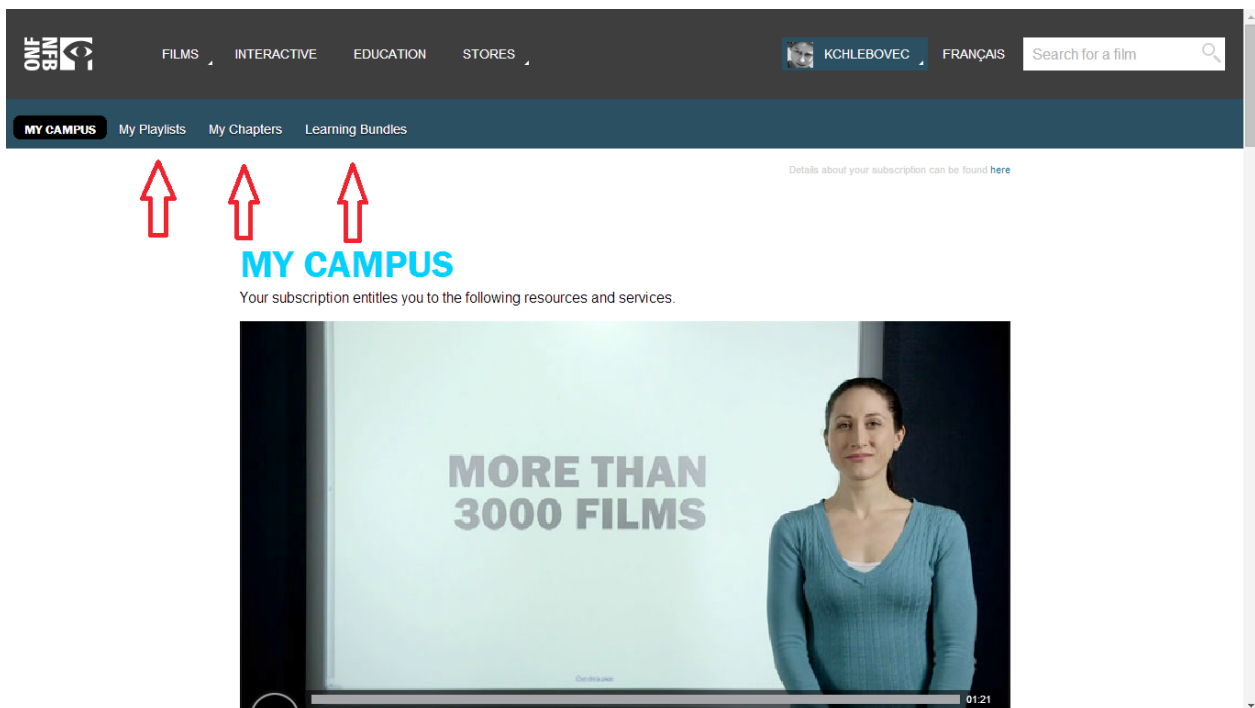 NFB
ONF
FILMS INTERACTIVE EDUCATION STORES KCHLEBOVEC FRANÇAIS Search for a film
MY CAMPUS My Playlists My Chapters Learning Bundles
Details about your subscription can be found here
MY CAMPUS
Your subscription entitles you to the following resources and services.
MORE THAN
3000 FILMS
01:21